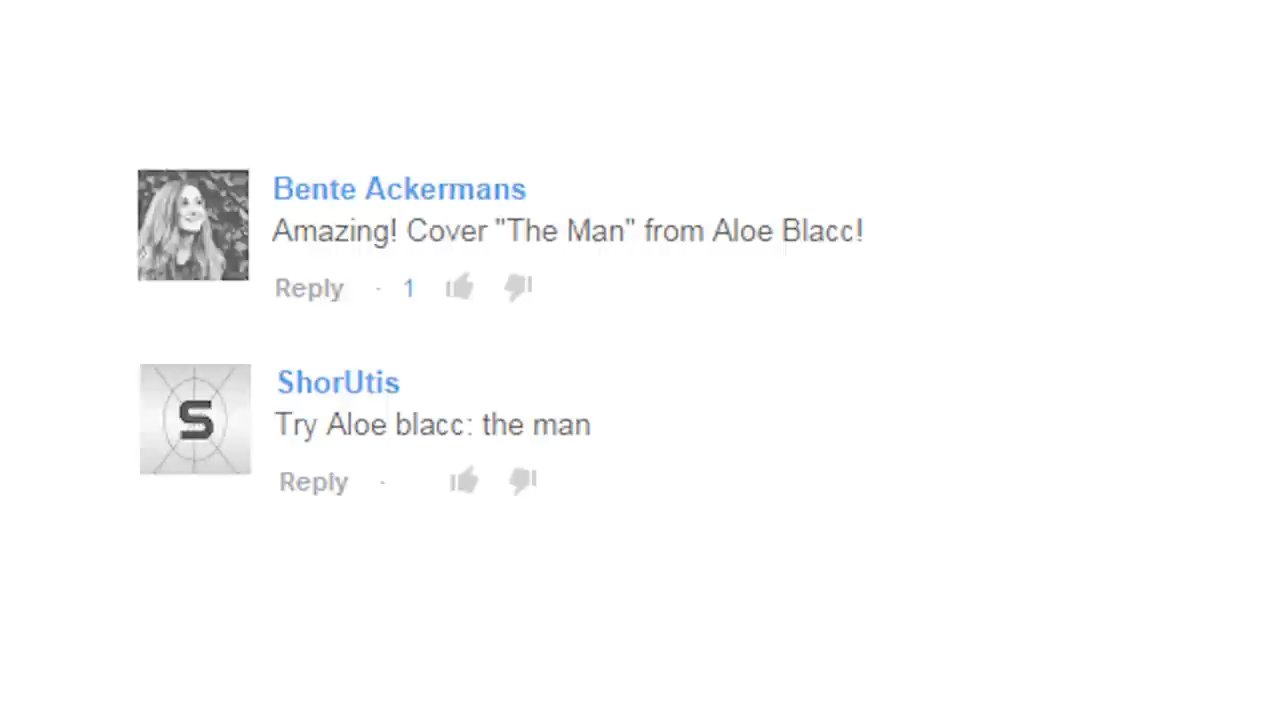 Bente Ackermans
Amazing! Cover "The Man" from Aloe Blacc!
Reply · 1
S
ShorUtis
Try Aloe blacc: the man
Reply ·